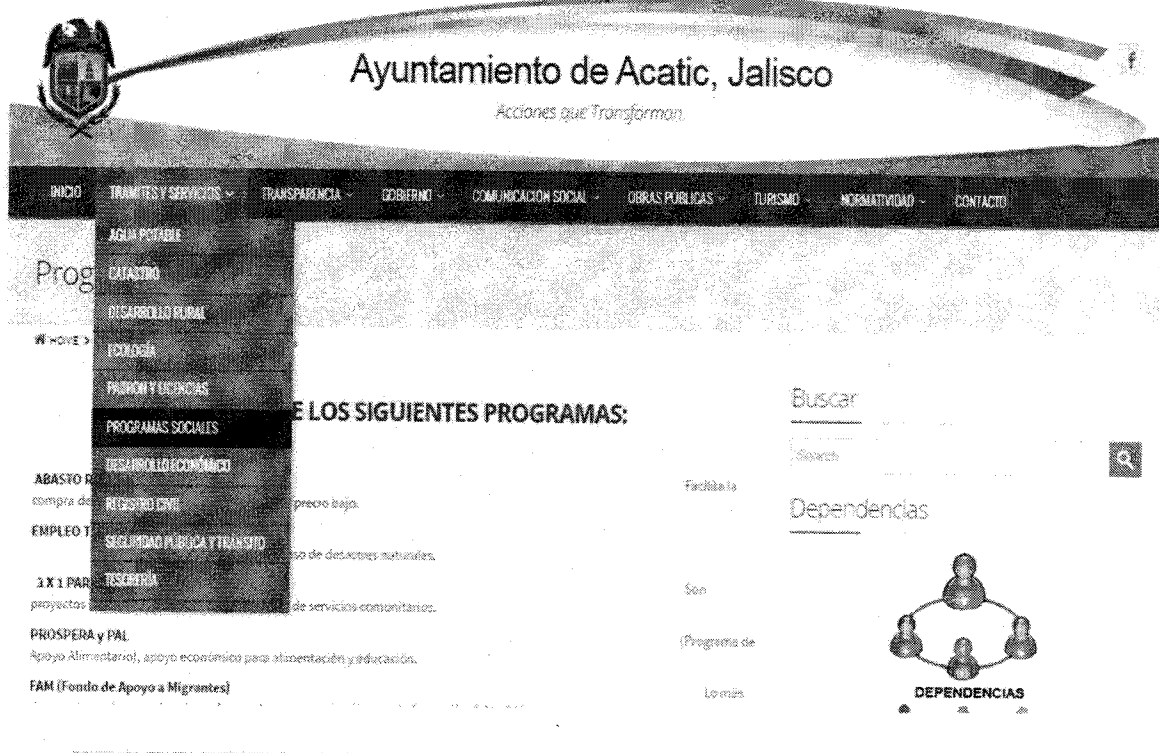 f
Ayuntamiento de Acatic, Jalisco
Acciones que Transforman.
INICIO TRAMITES Y SERVICIOS TRANSPARENCIA GOBIERNO COMUNICACIÓN SOCIAL OBRAS PÚBLICAS TURISMO NORMATIVIDAD CONTACTO
AGUA POTABLE
Prog
CATASTRO
DESARROLLO RURAL
HOME >
ECOLOGÍA
PADRON Y LICENCIAS
Buscar
E LOS SIGUIENTES PROGRAMAS:
PROGRAMAS SOCIALES
Search
DESARROLLO ECONÓMICO
ABASTO R
Facilita la
compra de REGISTRO CIVIL precio bajo.
Dependencias
EMPLEO T
SEGURIDAD PÚBLICA Y TRÁNSITO so de desastres naturales.
3 X 1 PAR TESORERÍA
Son
proyectos de servicios comunitarios.
PROSPERA y PAL
(Programa de
Apoyo Alimentario), apoyo económico para alimentación y educación.
FAM (Fondo de Apoyo a Migrantes)
Lo más
DEPENDENCIAS